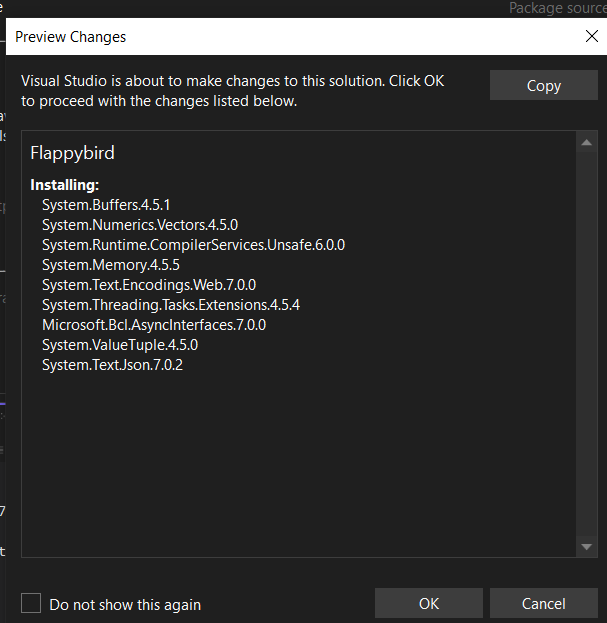 Package source
Preview Changes
Visual Studio is about to make changes to this solution. Click OK
to proceed with the changes listed below.
Copy
Flappybird
Installing:
System.Buffers.4.5.1
System.Numerics.Vectors.4.5.0
System.Runtime.CompilerServices.Unsafe.6.0.0
System.Memory.4.5.5
System.Text.Encodings.Web.7.0.0
System.Threading.Tasks.Extensions.4.5.4
Microsoft.Bcl.AsyncInterfaces.7.0.0
System.ValueTuple.4.5.0
System.Text.Json.7.0.2
Do not show this again
OK
Cancel